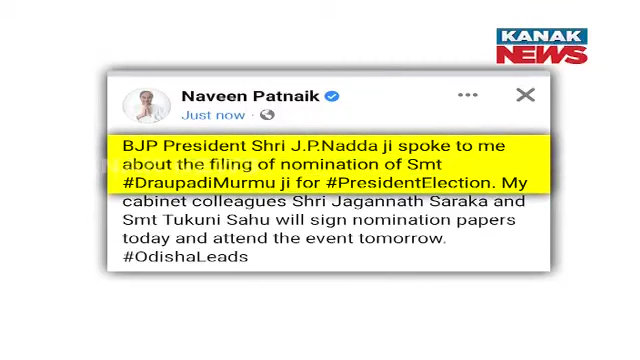 KANAK
NEWS
Naveen Patnaik
Just now
BJP President Shri J.P.Nadda ji spoke to me
about the filing of nomination of Smt
#DraupadiMurmu ji for #PresidentElection. My
cabinet colleagues Shri Jagannath Saraka and
Smt Tukuni Sahu will sign nomination papers
today and attend the event tomorrow.
#OdishaLeads